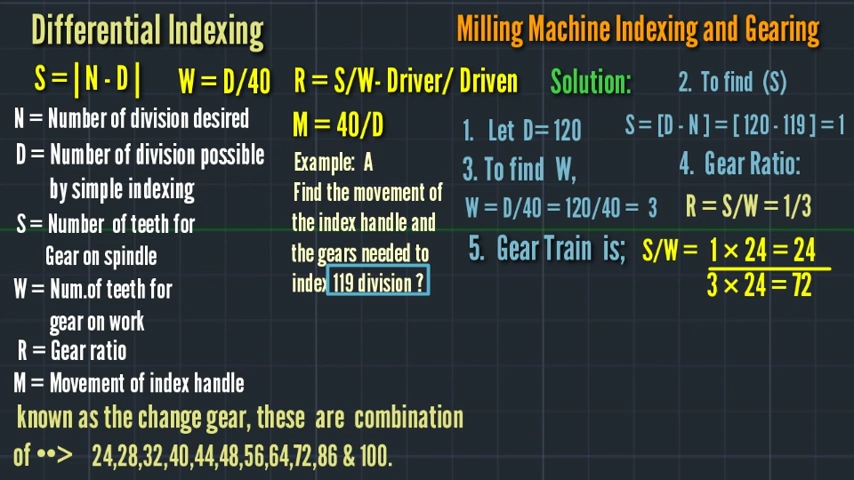 Differential Indexing
S = | N - D | W = D/40 R = S/W- Driver/ Driven
M = 40/D
N = Number of division desired
D = Number of division possible
by simple indexing
S = Number of teeth for
Gear on spindle
W = Num.of teeth for
gear on work
R = Gear ratio
M = Movement of index handle
known as the change gear, these are combination
of ••> 24,28,32,40,44,48,56,64,72,86 & 100.
Example: A
Find the movement of
the index handle and
the gears needed to
index 119 division ?
Milling Machine Indexing and Gearing
Solution:
1. Let D= 120
2. To find (S)
S = [D - N ] = [ 120 - 119 ] = 1
3. To find W,
W = D/40 = 120/40 = 3
4. Gear Ratio:
R = S/W = 1/3
5. Gear Train is; S/W = 1 × 24 = 24
3 × 24 = 72